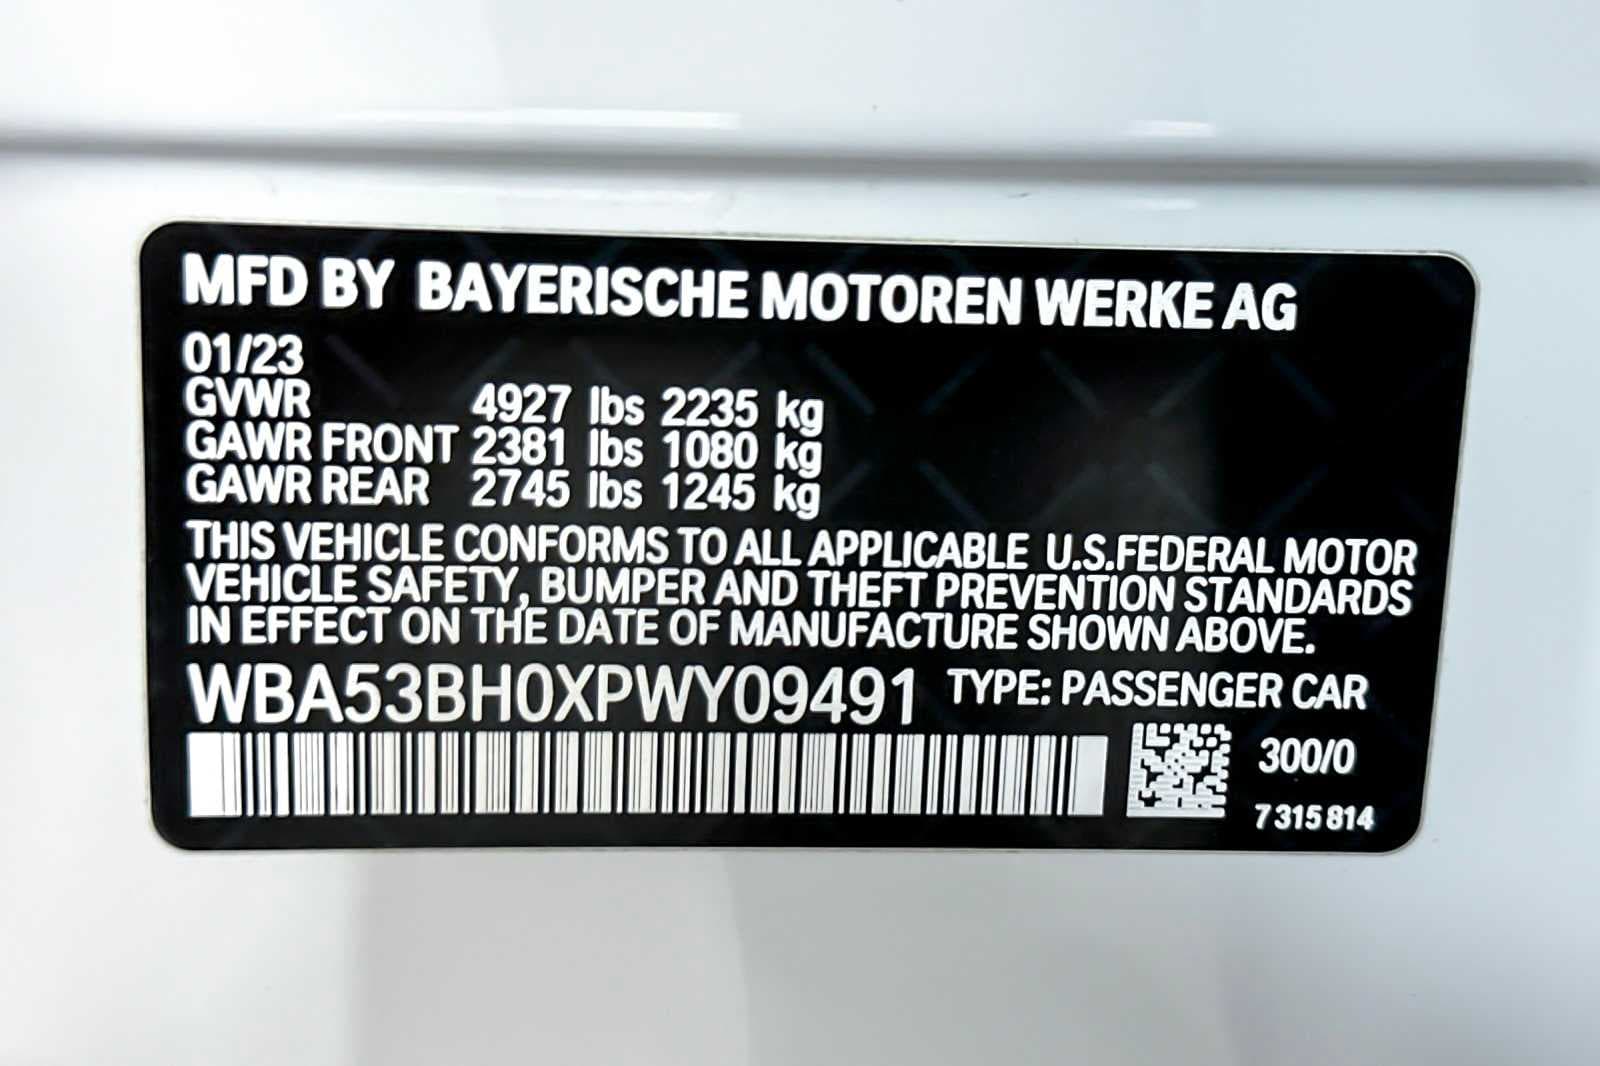 MFD BY BAYERISCHE MOTOREN WERKE AG
01/23
GVWR 4927 lbs 2235 kg
GAWR FRONT 2381 lbs 1080 kg
GAWR REAR 2745 lbs 1245 kg
THIS VEHICLE CONFORMS TO ALL APPLICABLE U.S.FEDERAL MOTOR
VEHICLE SAFETY, BUMPER AND THEFT PREVENTION STANDARDS
IN EFFECT ON THE DATE OF MANUFACTURE SHOWN ABOVE.
WBA53BH0XPWY09491 TYPE: PASSENGER CAR
300/0
7 315 814